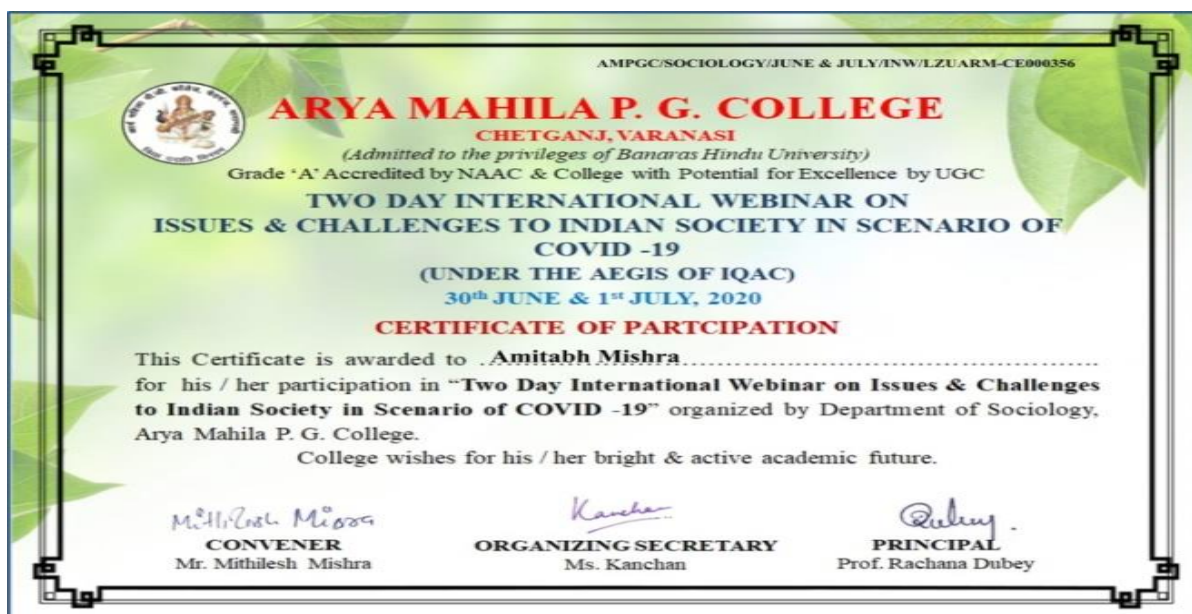 AMPGC/SOCIOLOGY/JUNE & JULY/INW/LZUARM-CE000356
ARYA MAHILA P. G. COLLEGE
CHETGANJ, VARANASI
(Admitted to the privileges of Banaras Hindu University)
Grade ‘A’ Accredited by NAAC & College with Potential for Excellence by UGC
TWO DAY INTERNATIONAL WEBINAR ON
ISSUES & CHALLENGES TO INDIAN SOCIETY IN SCENARIO OF
COVID -19
(UNDER THE AEGIS OF IQAC)
30th JUNE & 1st JULY, 2020
CERTIFICATE OF PARTCIPATION
This Certificate is awarded to .Amitabh Mishra
for his / her participation in “Two Day International Webinar on Issues & Challenges
to Indian Society in Scenario of COVID -19” organized by Department of Sociology,
Arya Mahila P. G. College.
College wishes for his / her bright & active academic future.
Mithilesh Misra
Kanchan
CONVENER
ORGANIZING SECRETARY
PRINCIPAL
Mr. Mithilesh Mishra
Ms. Kanchan
Prof. Rachana Dubey